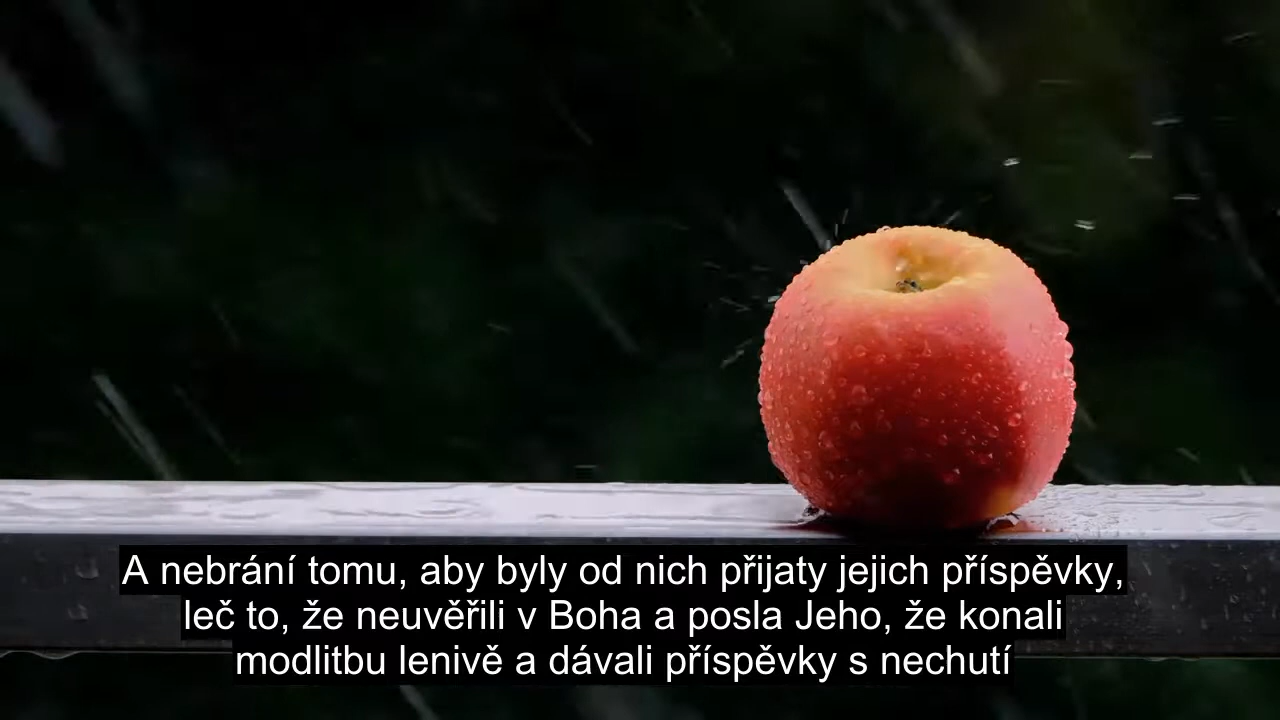 A nebrání tomu, aby byly od nich přijaty jejich příspěvky,
leč to, že neuvěřili v Boha a posla Jeho, že konali
modlitbu lenivě a dávali příspěvky s nechutí